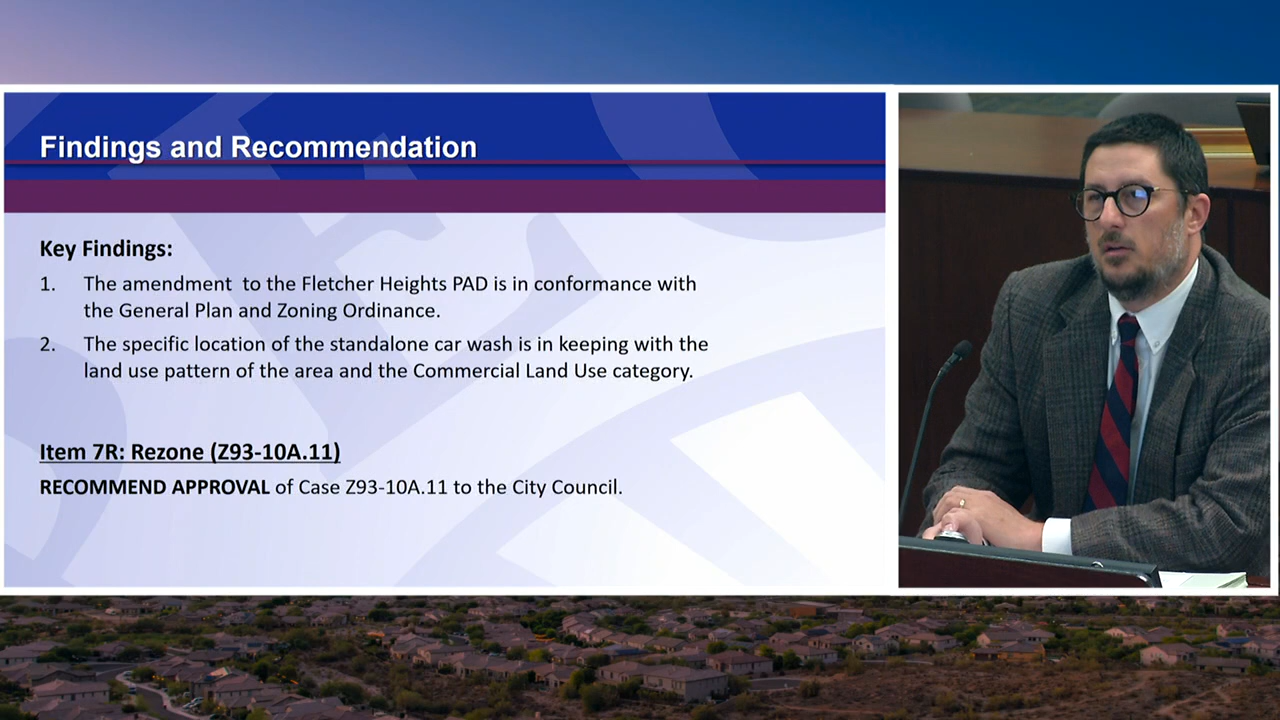 Findings and Recommendation
Key Findings:
1. The amendment  to the Fletcher Heights PAD is in conformance with
the General Plan and Zoning Ordinance.
2. The specific location of the standalone car wash is in keeping with the
land use pattern of the area and the Commercial Land Use category.
Item 7R: Rezone (Z93-10A.11)
RECOMMEND APPROVAL of Case Z93-10A.11 to the City Council.